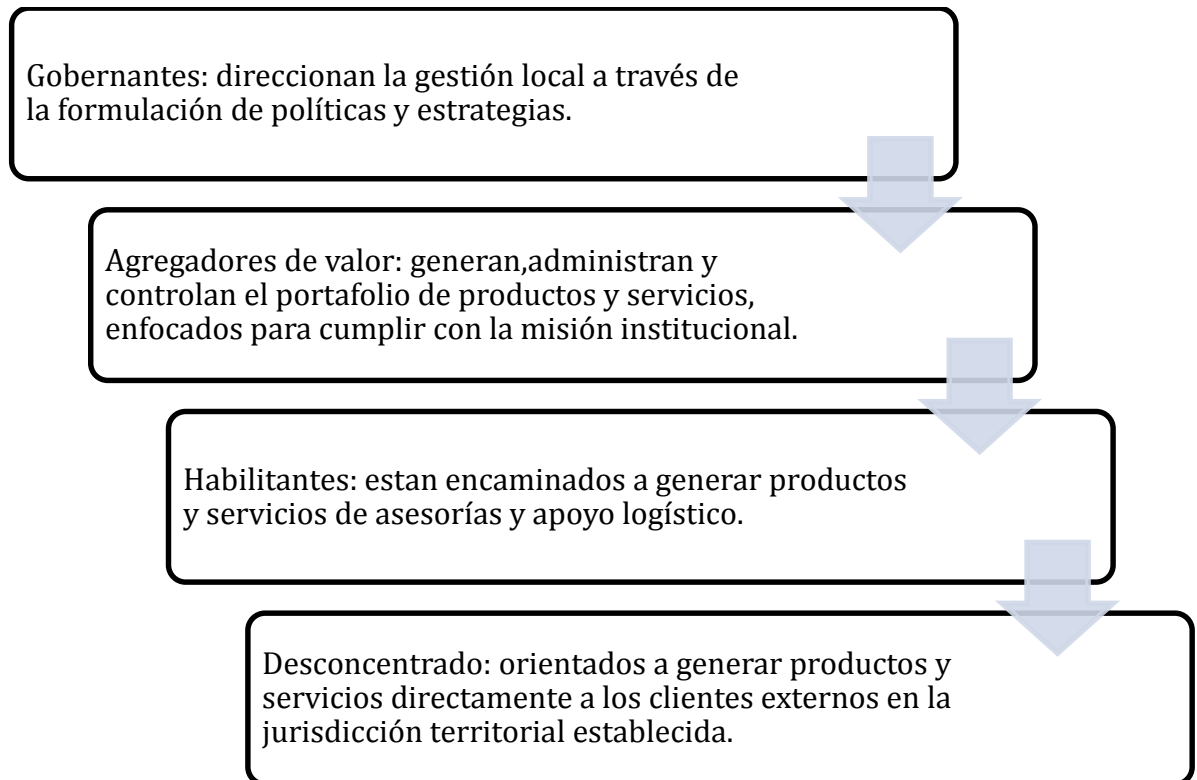 Gobernantes: direccionan la gestión local a través de
la formulación de políticas y estrategias.
Agregadores de valor: generan,administran y
controlan el portafolio de productos y servicios,
enfocados para cumplir con la misión institucional.
Habilitantes: estan encaminados a generar productos
y servicios de asesorías y apoyo logístico.
Desconcentrado: orientados a generar productos y
servicios directamente a los clientes externos en la
jurisdicción territorial establecida.